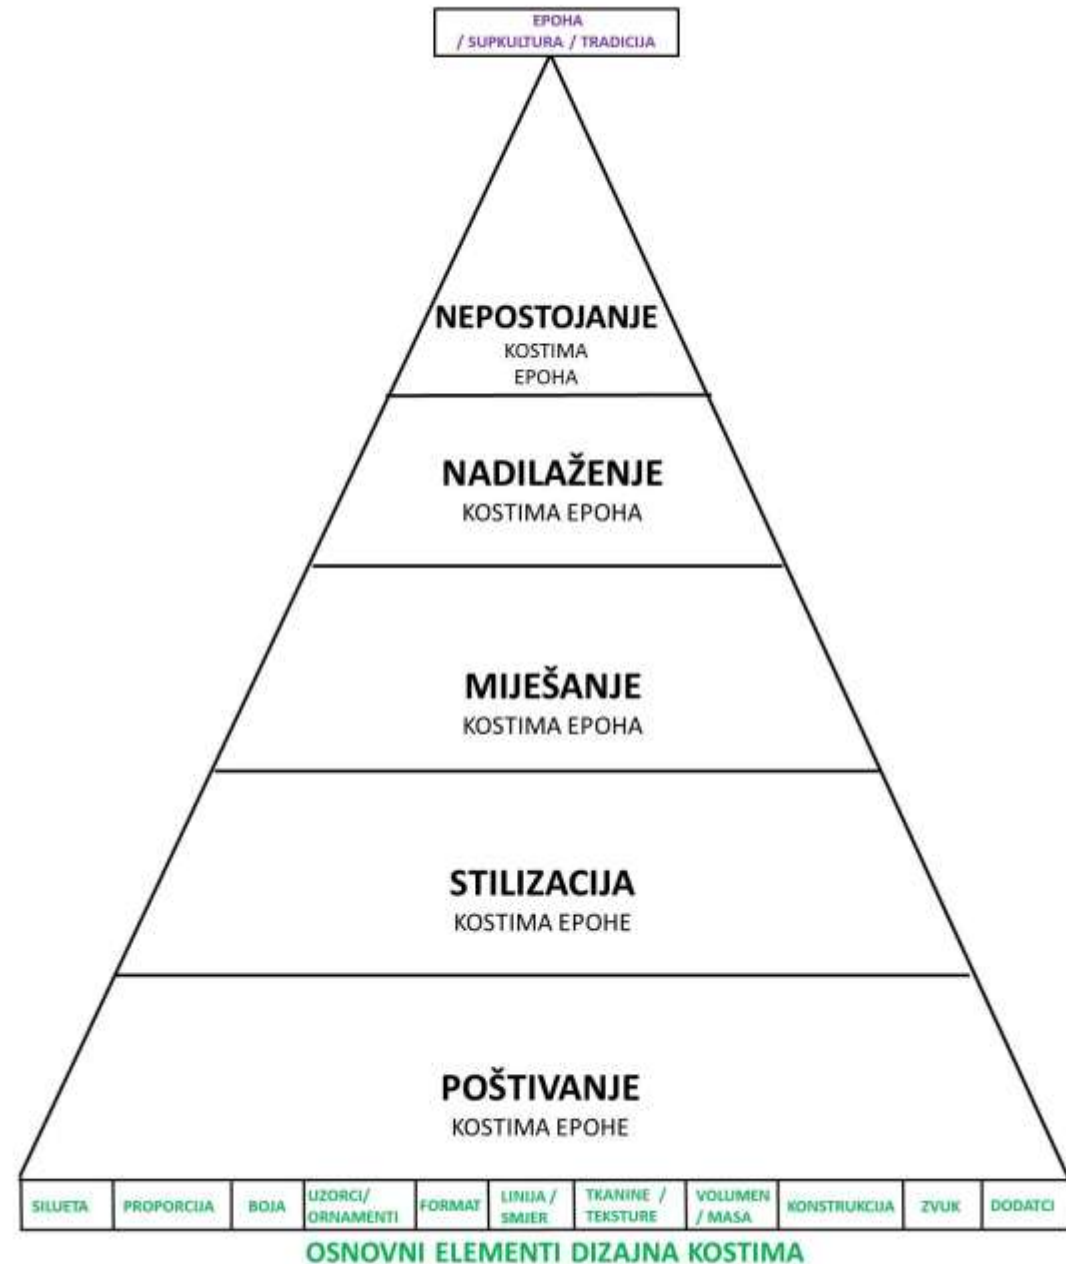 EPOHA
/ SUPKULTURA / TRADICIJA
NEPOSTOJANJE
KOSTIMA
EPOHA
NADILAŽENJE
KOSTIMA EPOHA
MIJEŠANJE
KOSTIMA EPOHA
STILIZACIJA
KOSTIMA EPOHE
POŠTIVANJE
KOSTIMA EPOHE
SILUETA
PROPORCIJA
BOJA
UZORCI/
ORNAMENTI
FORMAT
LINIJA /
SMJER
TKANINE /
TEKSTURE
VOLUMEN
/ MASA
KONSTRUKCIJA
ZVUK
DODATCI
OSNOVNI ELEMENTI DIZAJNA KOSTIMA